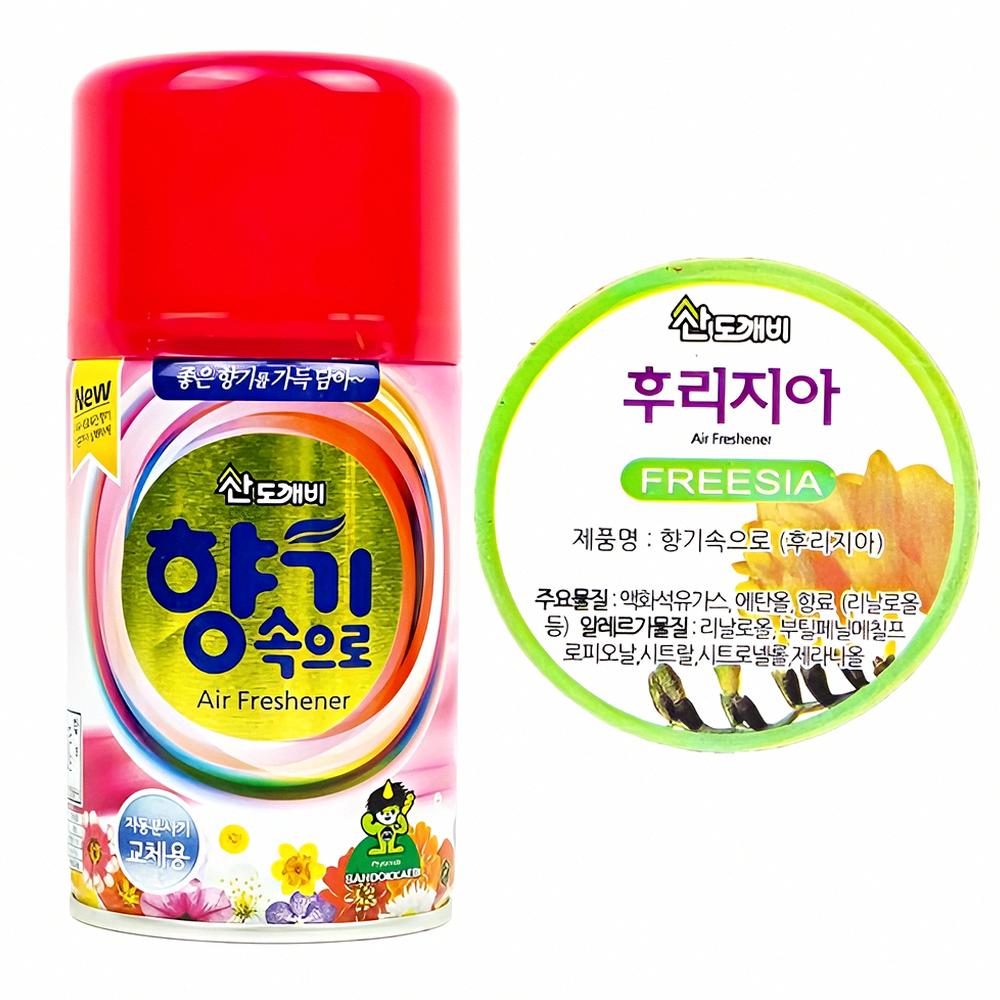 New
좋은 향기를 가득 담아~
산도깨비
향기
속으로
Air Freshener
자동분사기
교체용
SANDOKKAEBI
산도깨비
후리지아
Air Freshener
FREESIA
제품명 : 향기속으로 (후리지아)
주요물질 : 액화석유가스, 에탄올, 향료 (리날로올
등) 알레르기물질 : 리날로올, 부틸페닐메칠프
로피오날,시트랄,시트로넬롤,제라니올